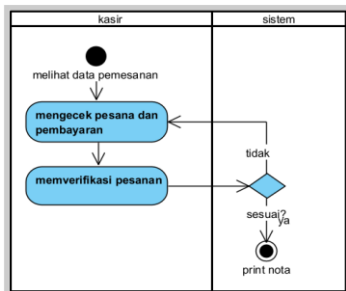 kasir
sistem
melihat data pemesanan
mengecek pesana dan
pembayaran
tidak
memverifikasi pesanan
sesuai?
ya
print nota